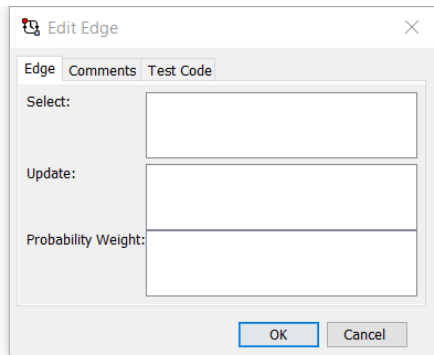 Edit Edge
Edge Comments Test Code
Select:
Update:
Probability Weight:
OK Cancel